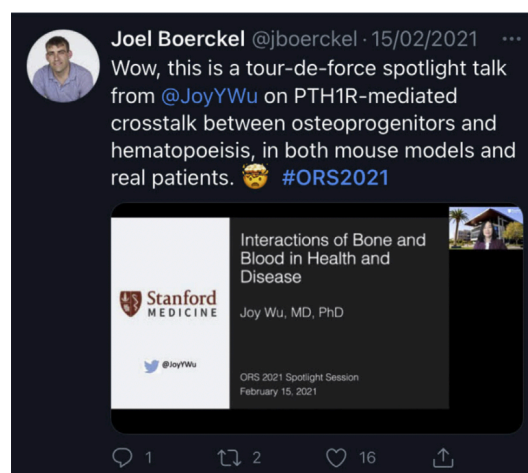 Joel Boerckel @jboerckel · 15/02/2021 ...
Wow, this is a tour-de-force spotlight talk
from @JoyYWu on PTH1R-mediated
crosstalk between osteoprogenitors and
hematopoeisis, in both mouse models and
real patients. 🤯 #ORS2021
Stanford
MEDICINE
@JoyYWu
Interactions of Bone and
Blood in Health and
Disease
Joy Wu, MD, PhD
ORS 2021 Spotlight Session
February 15, 2021
1 2 16